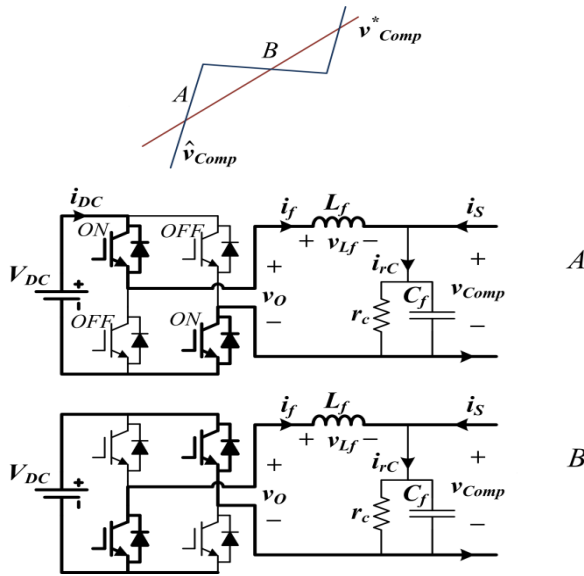 v*Comp
B
A
v̂Comp
iDC
ON
OFF
if
Lf
iS
+ vLf −
A
VDC
+
-
+
vO
−
irC
rc
Cf
+
vComp
−
OFF
ON
if
Lf
iS
+ vLf −
B
VDC
+
-
+
vO
−
irC
rc
Cf
+
vComp
−